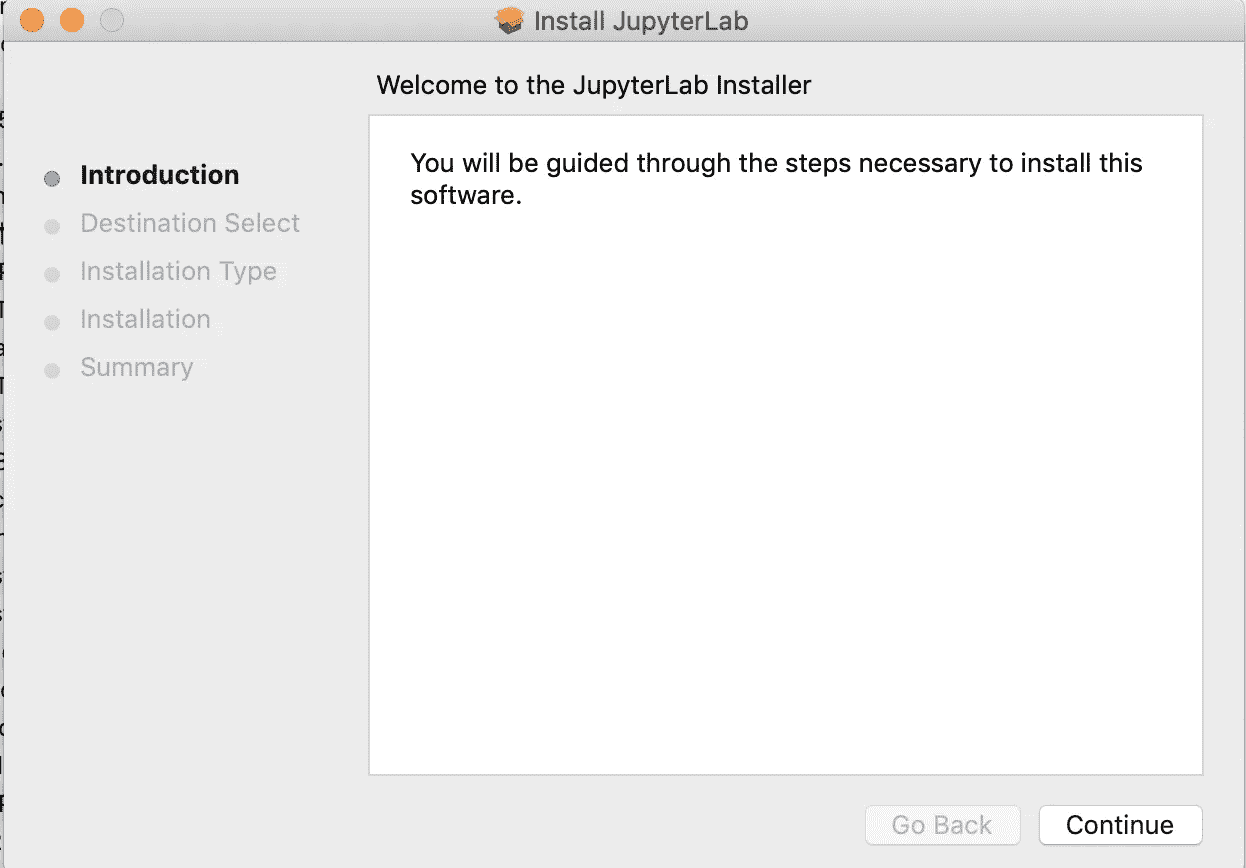 Install JupyterLab
Welcome to the JupyterLab Installer
Introduction
Destination Select
Installation Type
Installation
Summary
You will be guided through the steps necessary to install this
software.
Go Back
Continue